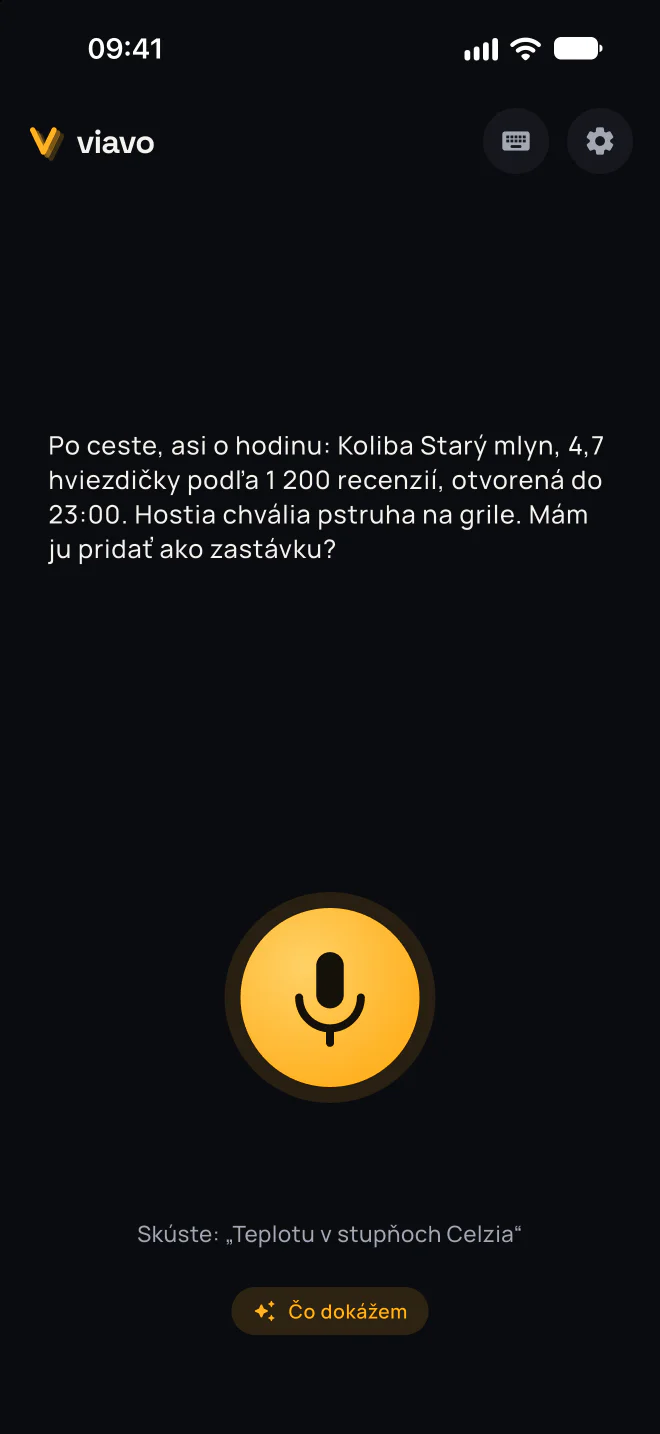 09:41
viavo
Po ceste, asi o hodinu: Koliba Starý mlyn, 4,7
hviezdičky podľa 1 200 recenzií, otvorená do
23:00. Hostia chvália pstruha na grile. Mám
ju pridať ako zastávku?
Skúste: „Teplotu v stupňoch Celzia“
Čo dokážem